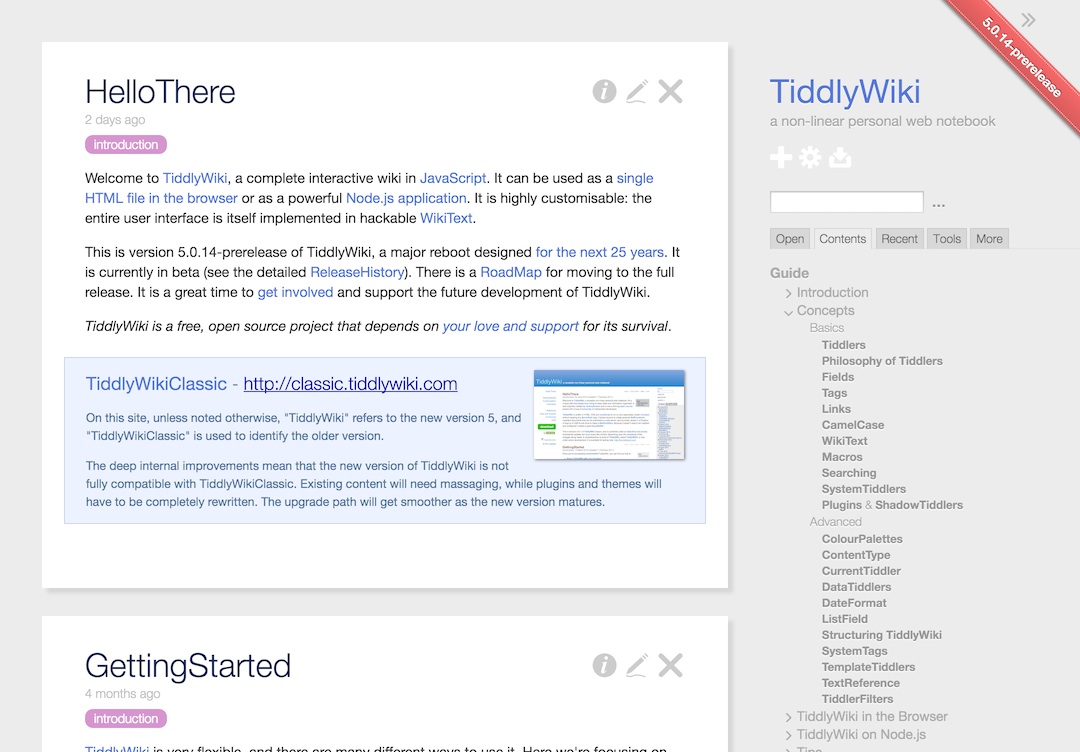 HelloThere
2 days ago
introduction
Welcome to TiddlyWiki, a complete interactive wiki in JavaScript. It can be used as a single
HTML file in the browser or as a powerful Node.js application. It is highly customisable: the
entire user interface is itself implemented in hackable WikiText.
This is version 5.0.14-prerelease of TiddlyWiki, a major reboot designed for the next 25 years. It
is currently in beta (see the detailed ReleaseHistory). There is a RoadMap for moving to the full
release. It is a great time to get involved and support the future development of TiddlyWiki.
TiddlyWiki is a free, open source project that depends on your love and support for its survival.
TiddlyWikiClassic - http://classic.tiddlywiki.com
On this site, unless noted otherwise, "TiddlyWiki" refers to the new version 5, and
"TiddlyWikiClassic" is used to identify the older version.
The deep internal improvements mean that the new version of TiddlyWiki is not
fully compatible with TiddlyWikiClassic. Existing content will need massaging, while plugins and themes will
have to be completely rewritten. The upgrade path will get smoother as the new version matures.
TiddlyWiki
GettingStarted
4 months ago
introduction
TiddlyWiki is very flexible, and there are many different ways to use it. Here we're focusing on
5.0.14-prerelease
TiddlyWiki
a non-linear personal web notebook
...
Open Contents Recent Tools More
Guide
Introduction
Concepts
Basics
Tiddlers
Philosophy of Tiddlers
Fields
Tags
Links
CamelCase
WikiText
Macros
Searching
SystemTiddlers
Plugins & ShadowTiddlers
Advanced
ColourPalettes
ContentType
CurrentTiddler
DataTiddlers
DateFormat
ListField
Structuring TiddlyWiki
SystemTags
TemplateTiddlers
TextReference
TiddlerFilters
TiddlyWiki in the Browser
TiddlyWiki on Node.js
Tips